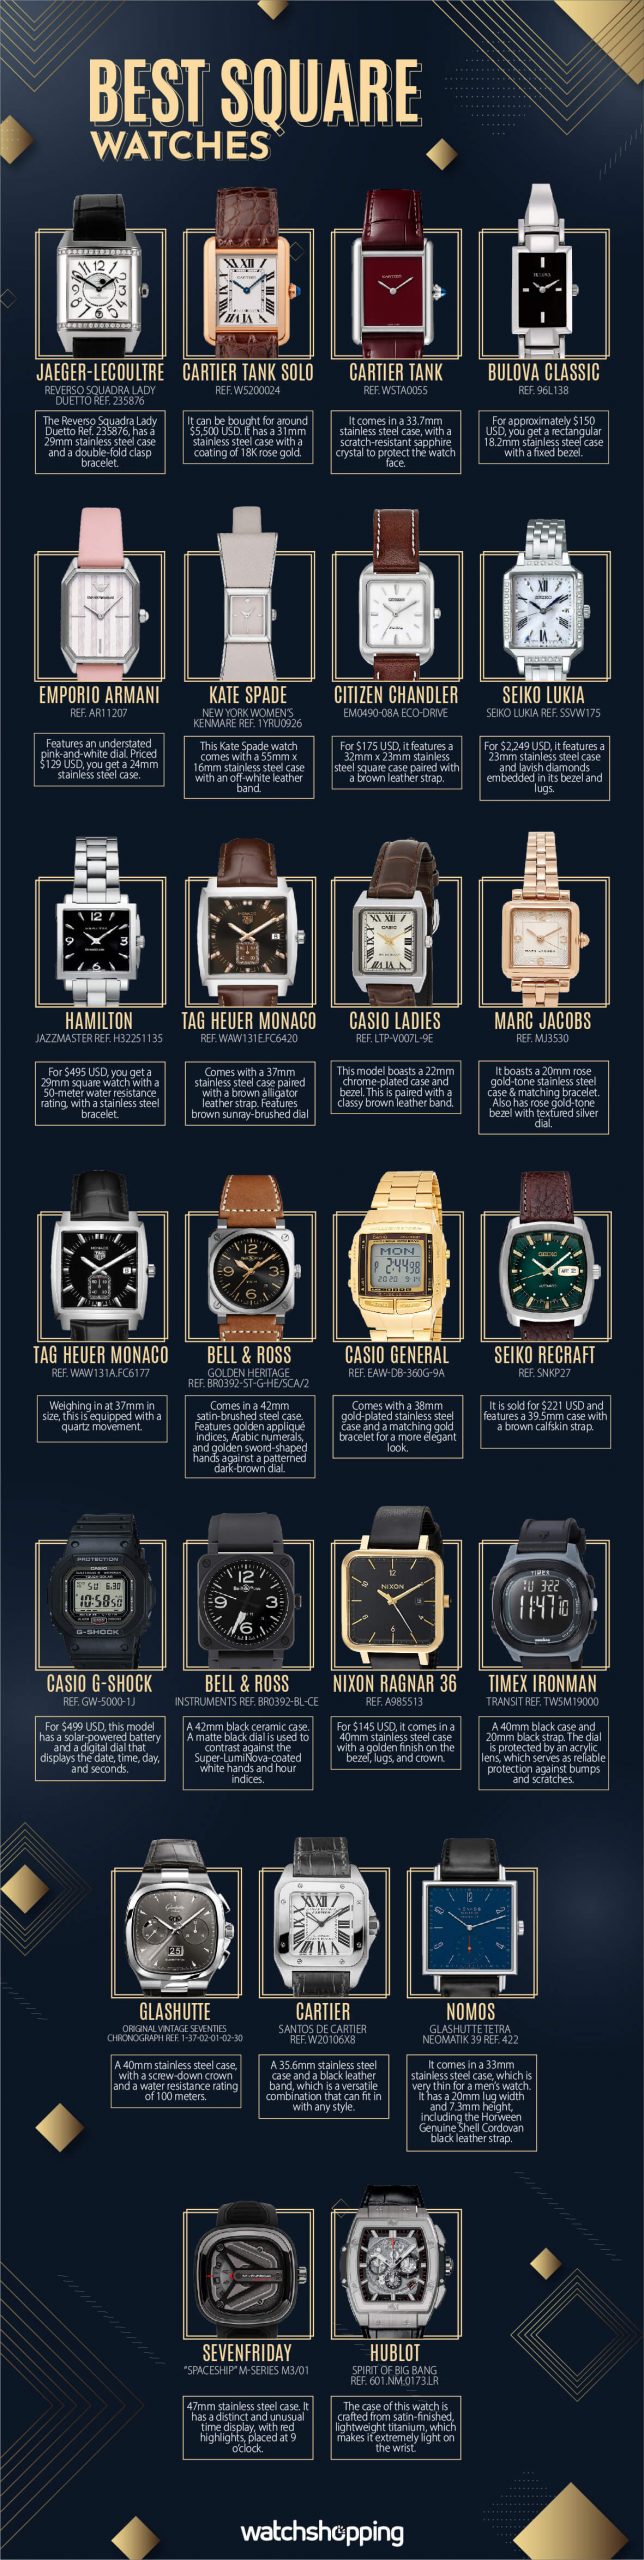 BEST SQUARE
WATCHES
JAEGER-LECOULTRE
REVERSO SQUADRA LADY
DUETTO REF. 235876
The Reverso Squadra Lady
Duetto Ref. 235876, has a
29mm stainless steel case
and a double-fold clasp
bracelet.
CARTIER TANK SOLO
REF. W5200024
It can be bought for around
$5,500 USD. It has a 31mm
stainless steel case with a
coating of 18K rose gold.
CARTIER TANK
REF. WSTA0055
It comes in a 33.7mm
stainless steel case, with a
scratch-resistant sapphire
crystal to protect the watch
face.
BULOVA CLASSIC
REF. 96L138
For approximately $150
USD, you get a rectangular
18.2mm stainless steel case
with a fixed bezel.
EMPORIO ARMANI
REF. AR11207
Features an understated
pink-and-white dial. Priced
$129 USD, you get a 24mm
stainless steel case.
KATE SPADE
NEW YORK WOMEN'S
KENMARE REF. 1YRU0926
This Kate Spade watch
comes with a 55mm x
16mm stainless steel case
with an off-white leather
band.
CITIZEN CHANDLER
EM0490-08A ECO-DRIVE
For $175 USD, it features a
32mm x 23mm stainless
steel square case paired with
a brown leather strap.
SEIKO LUKIA
SEIKO LUKIA REF. SSVW175
For $2,249 USD, it features a
23mm stainless steel case
and lavish diamonds
embedded in its bezel and
lugs.
HAMILTON
JAZZMASTER REF. H32251135
For $495 USD, you get a
29mm square watch with a
50-meter water resistance
rating, with a stainless steel
bracelet.
TAG HEUER MONACO
REF. WAW131E.FC6420
Comes with a 37mm
stainless steel case paired
with a brown alligator
leather strap. Features
brown sunray-brushed dial
CASIO LADIES
REF. LTP-V007L-9E
This model boasts a 22mm
chrome-plated case and
bezel. This is paired with a
classy brown leather band.
MARC JACOBS
REF. MJ3530
It boasts a 20mm rose
gold-tone stainless steel
case & matching bracelet.
Also has rose gold-tone
bezel with textured silver
dial.
TAG HEUER MONACO
REF. WAW131A.FC6177
Weighing in at 37mm in
size, this is equipped with a
quartz movement.
BELL & ROSS
GOLDEN HERITAGE
REF. BR0392-ST-G-HE/SCA/2
Comes in a 42mm
satin-brushed steel case.
Features golden appliqué
indices, Arabic numerals,
and golden sword-shaped
hands against a patterned
dark-brown dial.
CASIO GENERAL
REF. EAW-DB-360G-9A
Comes with a 38mm
gold-plated stainless steel
case and a matching gold
bracelet for a more elegant
look.
SEIKO RECRAFT
REF. SNKP27
It is sold for $221 USD and
features a 39.5mm case with
a brown calfskin strap.
CASIO G-SHOCK
REF. GW-5000-1J
For $499 USD, this model
has a solar-powered battery
and a digital dial that
displays the date, time, day,
and seconds.
BELL & ROSS
INSTRUMENTS REF. BR0392-BL-CE
A 42mm black ceramic case.
A matte black dial is used to
contrast against the
Super-LumiNova-coated
white hands and hour
indices.
NIXON RAGNAR 36
REF. A985513
For $145 USD, it comes in a
40mm stainless steel case
with a golden finish on the
bezel, lugs, and crown.
TIMEX IRONMAN
TRANSIT REF. TW5M19000
A 40mm black case and
20mm black strap. The dial
is protected by an acrylic
lens, which serves as reliable
protection against bumps
and scratches.
GLASHUTTE
ORIGINAL VINTAGE SEVENTIES
CHRONOGRAPH REF. 1-37-02-01-02-30
A 40mm stainless steel case,
with a screw-down crown
and a water resistance rating
of 100 meters.
CARTIER
SANTOS DE CARTIER
REF. W20106X8
A 35.6mm stainless steel
case and a black leather
band, which is a versatile
combination that can fit in
with any style.
NOMOS
GLASHUTTE TETRA
NEOMATIK 39 REF. 422
It comes in a 33mm
stainless steel case, which is
very thin for a men's watch.
It has a 20mm lug width
and 7.3mm height,
including the Horween
Genuine Shell Cordovan
black leather strap.
SEVENFRIDAY
"SPACESHIP" M-SERIES M3/01
47mm stainless steel case. It
has a distinct and unusual
time display, with red
highlights, placed at 9
o'clock.
HUBLOT
SPIRIT OF BIG BANG
REF. 601.NM.0173.LR
The case of this watch is
crafted from satin-finished,
lightweight titanium, which
makes it extremely light on
the wrist.
watchshopping